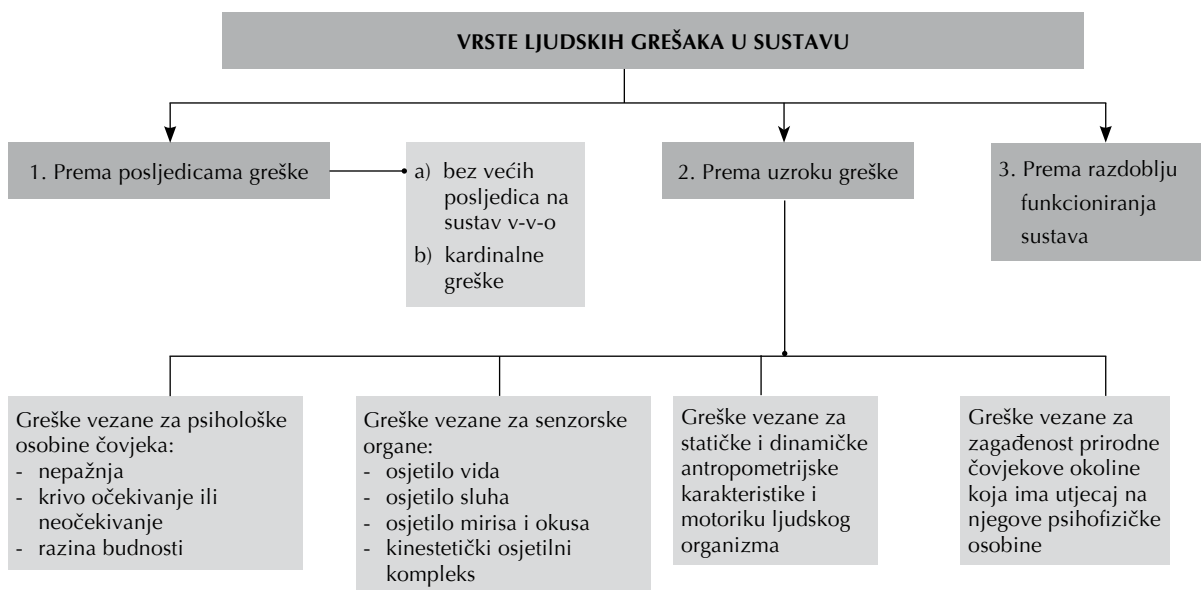 VRSTE LJUDSKIH GREŠAKA U SUSTAVU
1. Prema posljedicama greške
a) bez većih
posljedica na
sustav v-v-o
b) kardinalne
greške
2. Prema uzroku greške
3. Prema razdoblju
funkcioniranja
sustava
Greške vezane za psihološke
osobine čovjeka:
- nepažnja
- krivo očekivanje ili
neočekivanje
- razina budnosti
Greške vezane za senzorske
organe:
- osjetilo vida
- osjetilo sluha
- osjetilo mirisa i okusa
- kinestetički osjetilni
kompleks
Greške vezane za
statičke i dinamičke
antropometrijske
karakteristike i
motoriku ljudskog
organizma
Greške vezane za
zagađenost prirodne
čovjekove okoline
koja ima utjecaj na
njegove psihofizičke
osobine